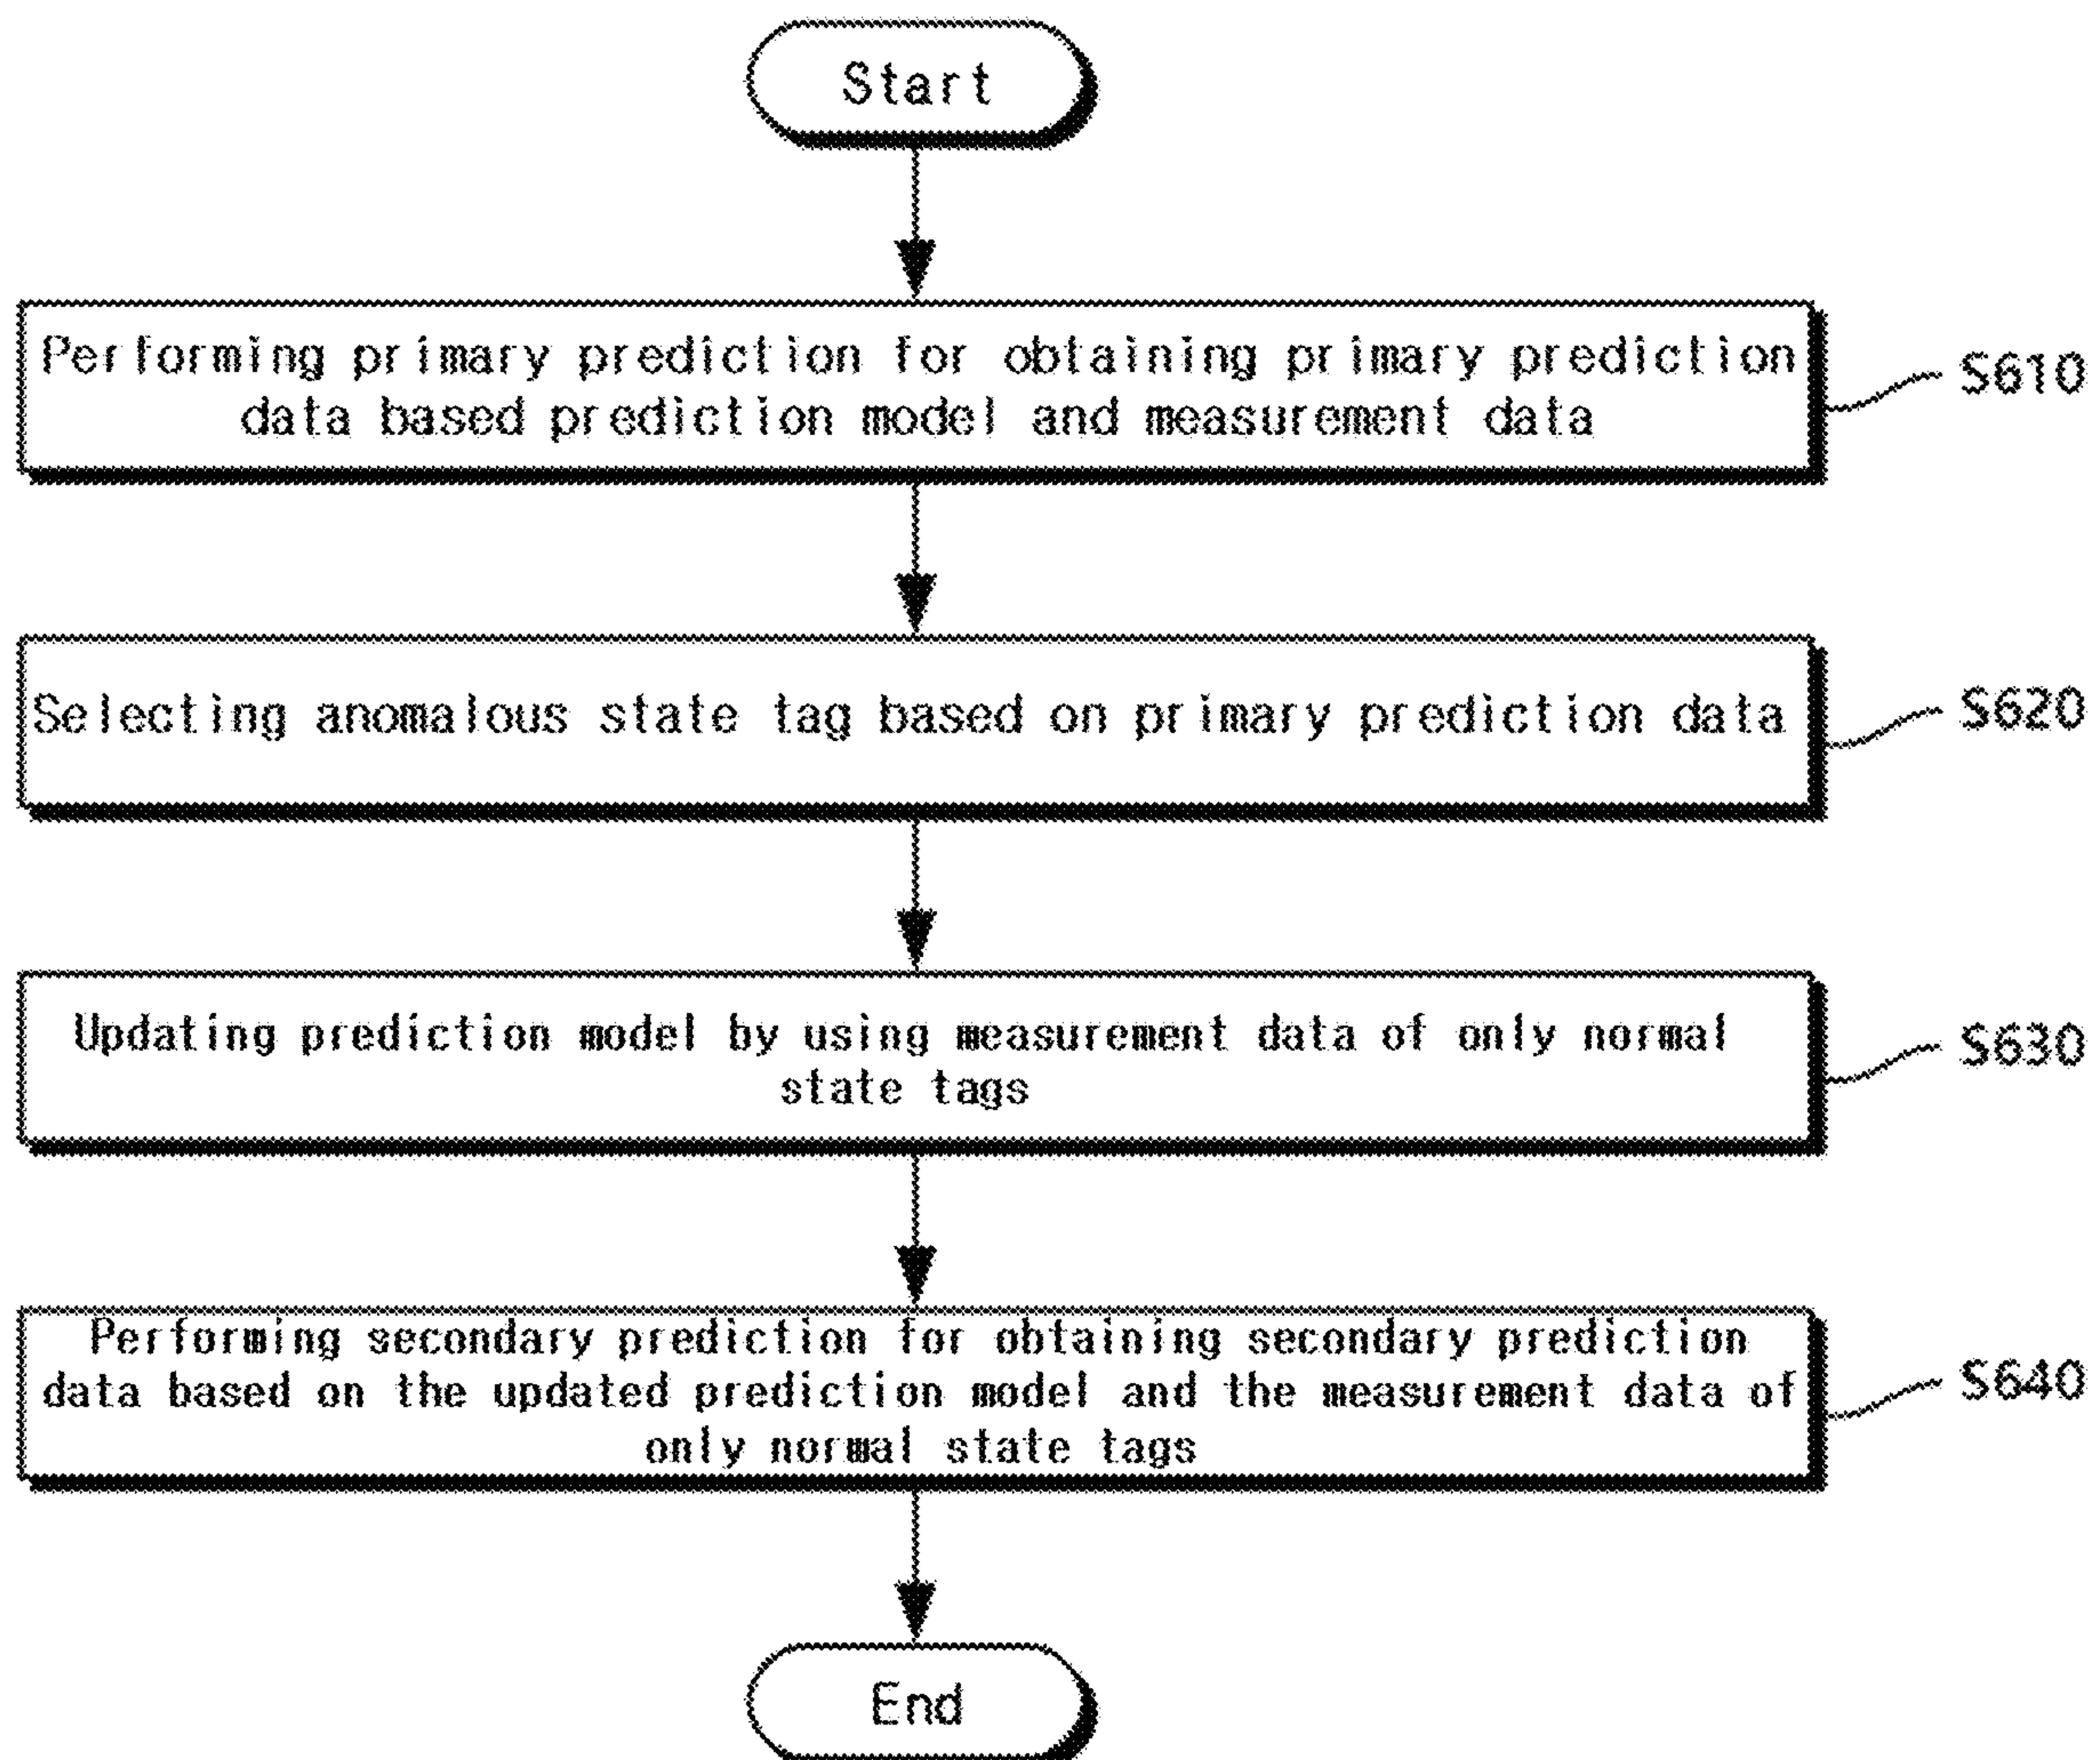 Start
Performing primary prediction for obtaining primary prediction
data based prediction model and measurement data
S610
Selecting anomalous state tag based on primary prediction data
S620
Updating prediction model by using measurement data of only normal
state tags
S630
Performing secondary prediction for obtaining secondary prediction
data based on the updated prediction model and the measurement data of
only normal state tags
S640
End